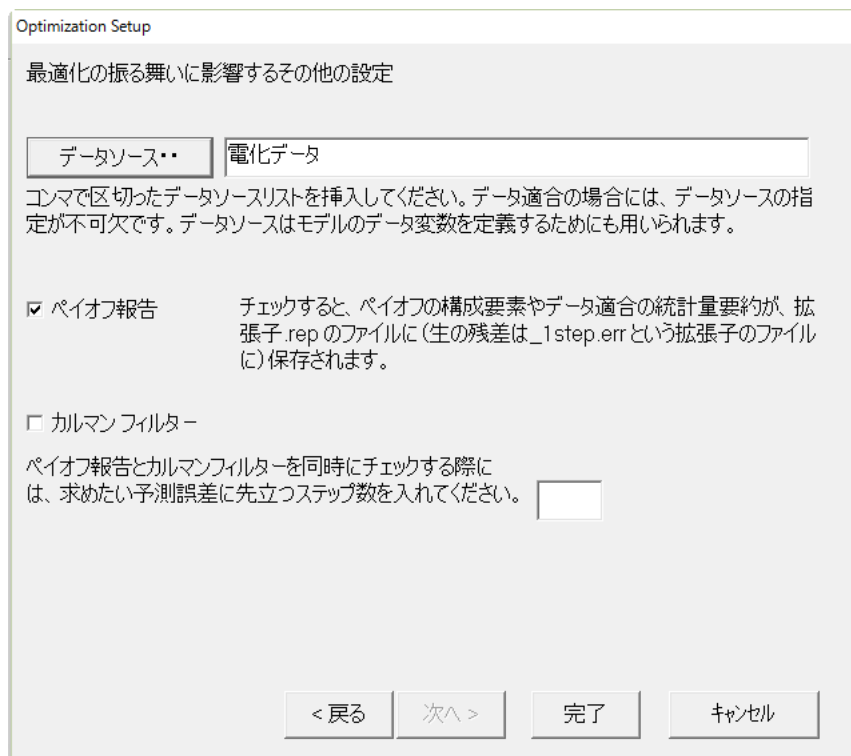 Optimization Setup
最適化の振る舞いに影響するその他の設定
データソース・・ 電化データ
コンマで区切ったデータソースリストを挿入してください。データ適合の場合には、データソースの指
定が不可欠です。データソースはモデルのデータ変数を定義するためにも用いられます。
ペイオフ報告 チェックすると、ペイオフの構成要素やデータ適合の統計量要約が、拡
張子.rep のファイルに(生の残差は_1step.err という拡張子のファイル
に)保存されます。
カルマン フィルター
ペイオフ報告とカルマンフィルターを同時にチェックする際に
は、求めたい予測誤差に先立つステップ数を入れてください。
< 戻る 次へ > 完了 キャンセル